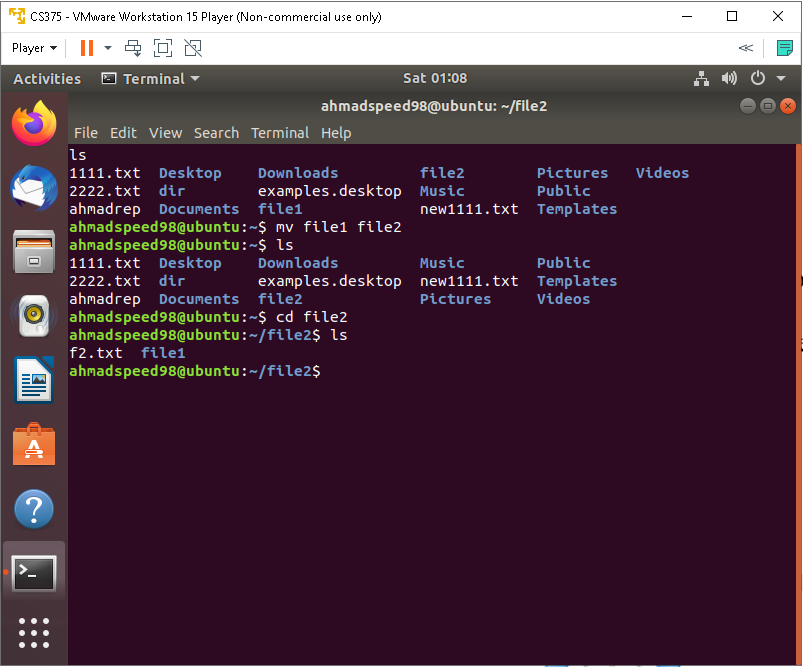 CS375 - VMware Workstation 15 Player (Non-commercial use only)
Player
Activities Terminal Sat 01:08
ahmadspeed98@ubuntu: ~/file2
File Edit View Search Terminal Help
ls
1111.txt Desktop Downloads file2 Pictures Videos
2222.txt dir examples.desktop Music Public
ahmadrep Documents file1 new1111.txt Templates
ahmadspeed98@ubuntu:~$ mv file1 file2
ahmadspeed98@ubuntu:~$ ls
1111.txt Desktop Downloads Music Public
2222.txt dir examples.desktop new1111.txt Templates
ahmadrep Documents file2 Pictures Videos
ahmadspeed98@ubuntu:~$ cd file2
ahmadspeed98@ubuntu:~/file2$ ls
f2.txt file1
ahmadspeed98@ubuntu:~/file2$